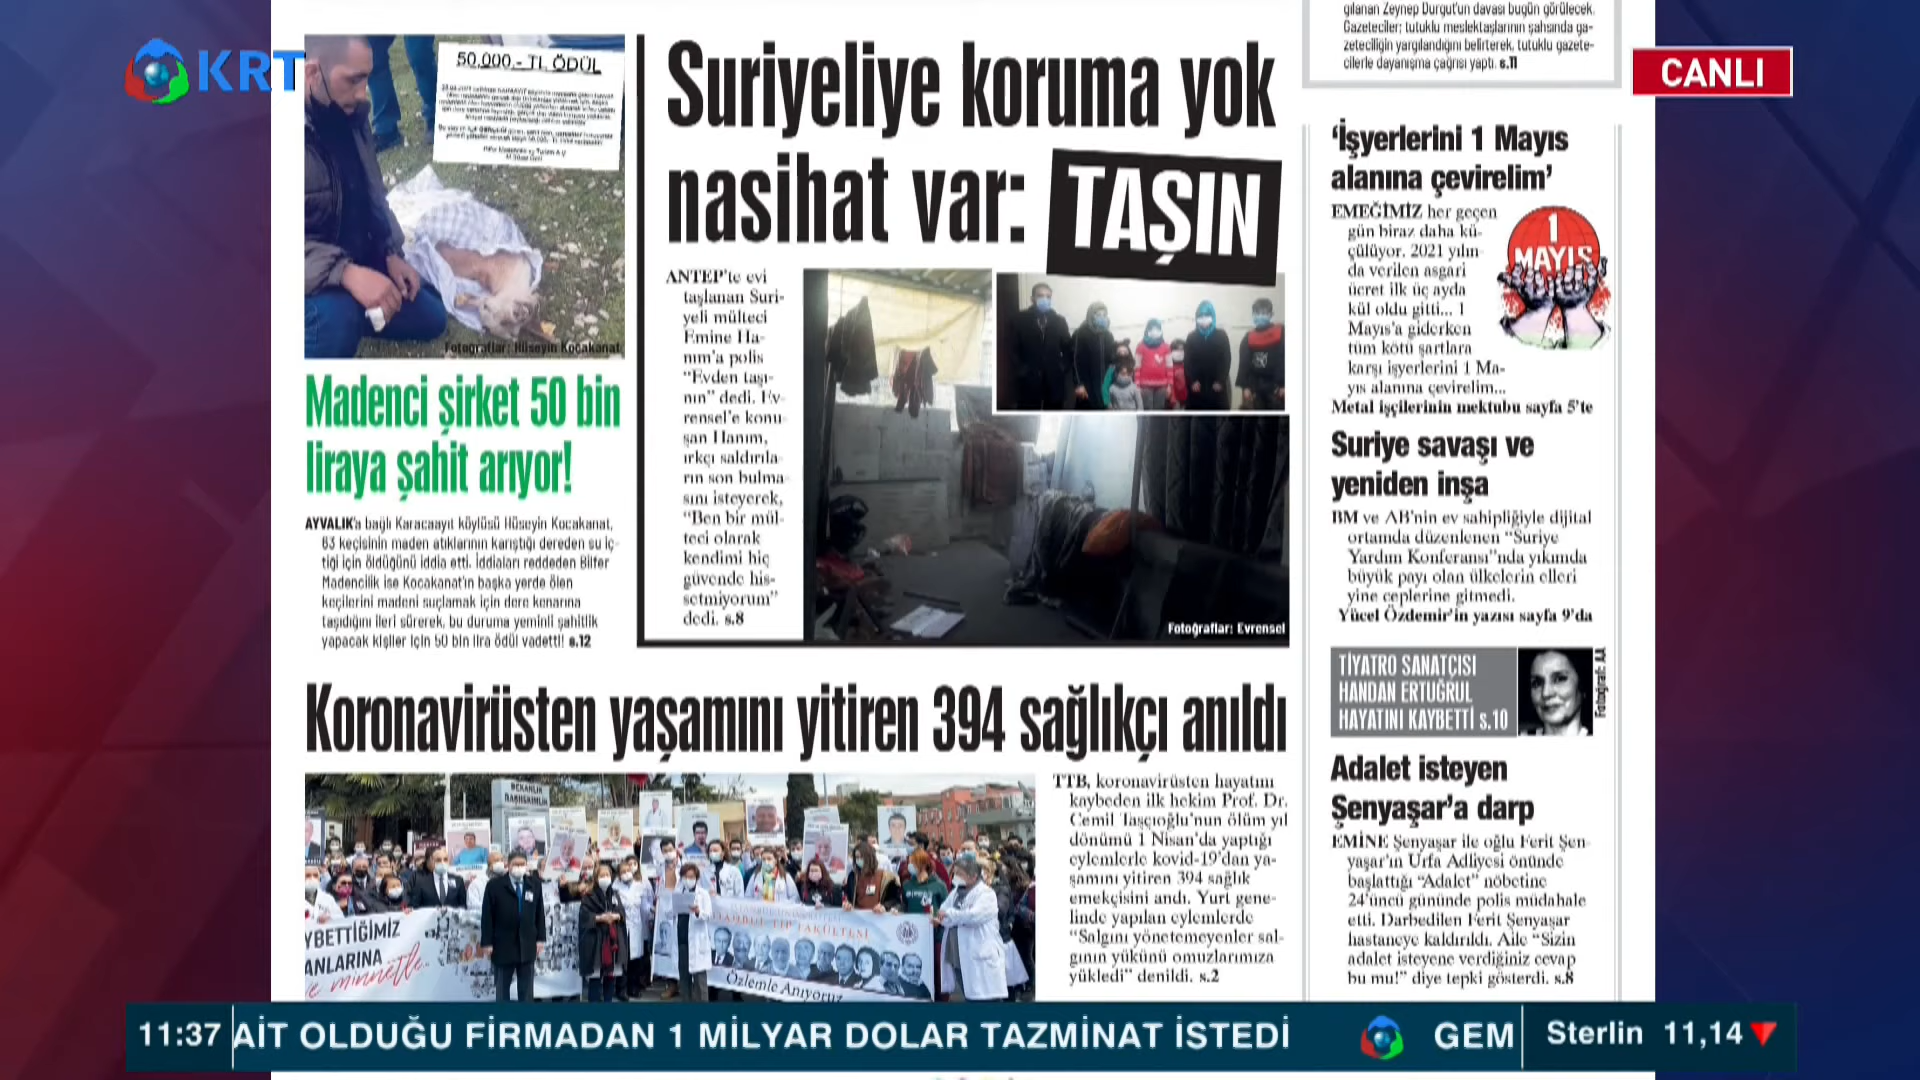 KRT
CANLI
50.000.- TL ÖDÜL
Fotoğraflar: Hüseyin Kocakanat
Madenci şirket 50 bin
liraya şahit arıyor!
AYVALIK'a bağlı Karacaayıt köylüsü Hüseyin Kocakanat,
63 keçisinin maden atıklarının karıştığı dereden su iç-
tiği için öldüğünü iddia etti. İddiaları reddeden Bilfer
Madencilik ise Kocakanat'ın başka yerde ölen
keçilerini madeni suçlamak için dere kenarına
taşıdığını ileri sürerek, bu duruma yeminli şahitlik
yapacak kişiler için 50 bin lira ödül vadetti! s.12
Suriyeliye koruma yok
nasihat var: TAŞIN
ANTEP'te evi
taşlanan Suri-
yeli mülteci
Emine Ha-
nım'a polis
"Evden taşı-
nın" dedi. Ev-
rensel'e konu-
şan Hanım,
ırkçı saldırıla-
rın son bulma-
sını isteyerek,
"Ben bir mül-
teci olarak
kendimi hiç
güvende his-
setmiyorum"
dedi. s.8
Fotoğraflar: Evrensel
Koronavirüsten yaşamını yitiren 394 sağlıkçı anıldı
YBETTİĞİMİZ
ANLARINA
minnetle..
TIP FAKÜLTESİ
Özlemle Anıyoruz
TTB, koronavirüsten hayatını
kaybeden ilk hekim Prof. Dr.
Cemil Taşçıoğlu'nun ölüm yıl
dönümü 1 Nisan'da yaptığı
eylemlerle kovid-19'dan ya-
şamını yitiren 394 sağlık
emekçisini andı. Yurt gene-
linde yapılan eylemlerde
"Salgını yönetemeyenler sal-
gının yükünü omuzlarımıza
yükledi" denildi. s.2
gılanan Zeynep Durgut'un davası bugün görülecek.
Gazeteciler; tutuklu meslektaşlarının şahsında ga-
zeteciliğin yargılandığını belirterek, tutuklu gazete-
cilerle dayanışma çağrısı yaptı. s.11
'İşyerlerini 1 Mayıs
alanına çevirelim'
EMEĞİMİZ her geçen
gün biraz daha kü-
çülüyor. 2021 yılın-
da verilen asgari
ücret ilk üç ayda
kül oldu gitti... 1
Mayıs'a giderken
tüm kötü şartlara
karşı işyerlerini 1 Ma-
yıs alanına çevirelim...
Metal işçilerinin mektubu sayfa 5'te
1
MAYIS
Suriye savaşı ve
yeniden inşa
BM ve AB'nin ev sahipliğiyle dijital
ortamda düzenlenen "Suriye
Yardım Konferansı"nda yıkımda
büyük payı olan ülkelerin elleri
yine ceplerine gitmedi.
Yücel Özdemir'in yazısı sayfa 9'da
TİYATRO SANATÇISI
HANDAN ERTUĞRUL
HAYATINI KAYBETTİ s.10
Fotoğraf: AA
Adalet isteyen
Şenyaşar'a darp
EMİNE Şenyaşar ile oğlu Ferit Şen-
yaşar'ın Urfa Adliyesi önünde
başlattığı "Adalet" nöbetine
24'üncü gününde polis müdahale
etti. Darbedilen Ferit Şenyaşar
hastaneye kaldırıldı. Aile "Sizin
adalet isteyene verdiğiniz cevap
bu mu!" diye tepki gösterdi. s.8
11:37 AİT OLDUĞU FİRMADAN 1 MİLYAR DOLAR TAZMİNAT İSTEDİ GEM Sterlin 11,14